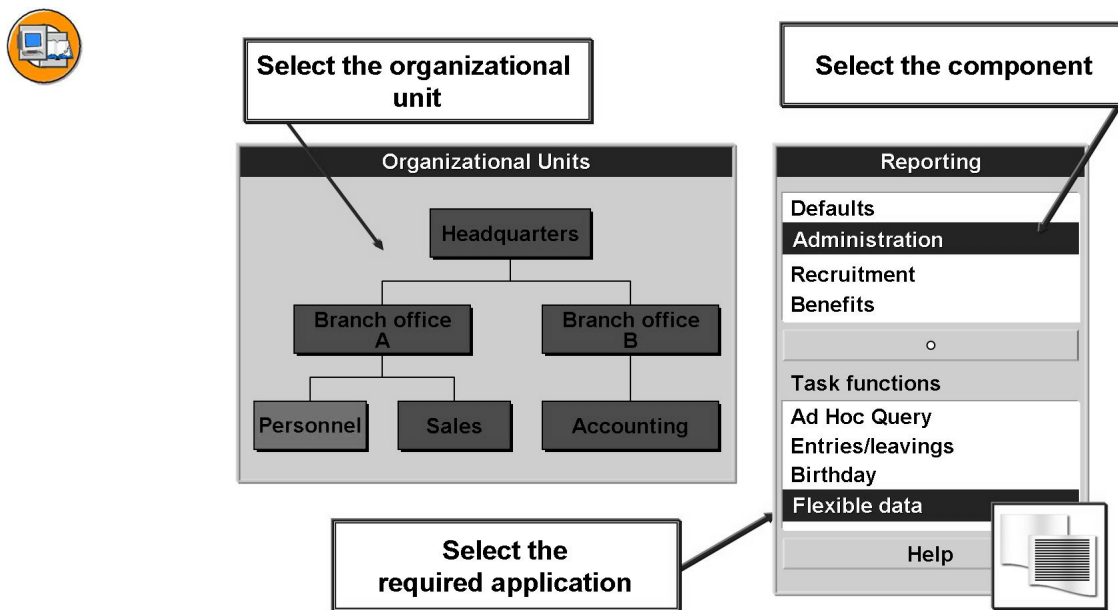 Select the organizational
unit
Select the component
Organizational Units
Headquarters
Branch office
A
Branch office
B
Personnel
Sales
Accounting
Reporting
Defaults
Administration
Recruitment
Benefits
Task functions
Ad Hoc Query
Entries/leavings
Birthday
Flexible data
Help
Select the
required application